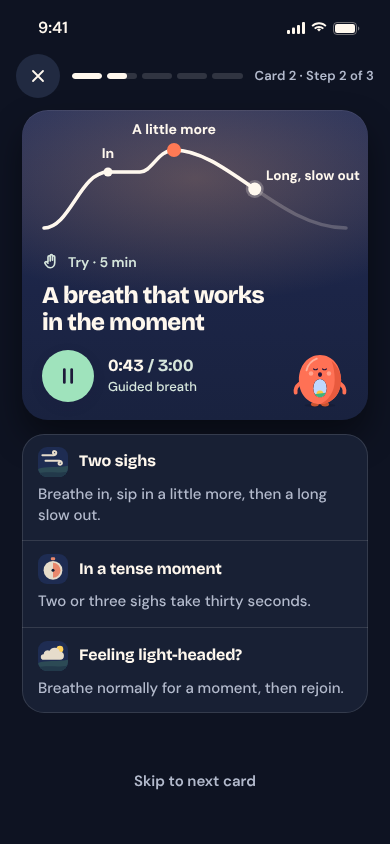 9:41
Card 2 · Step 2 of 3
A little more
In
Long, slow out
Try · 5 min
A breath that works
in the moment
0:43 / 3:00
Guided breath
Two sighs
Breathe in, sip in a little more, then a long
slow out.
In a tense moment
Two or three sighs take thirty seconds.
Feeling light-headed?
Breathe normally for a moment, then rejoin.
Skip to next card